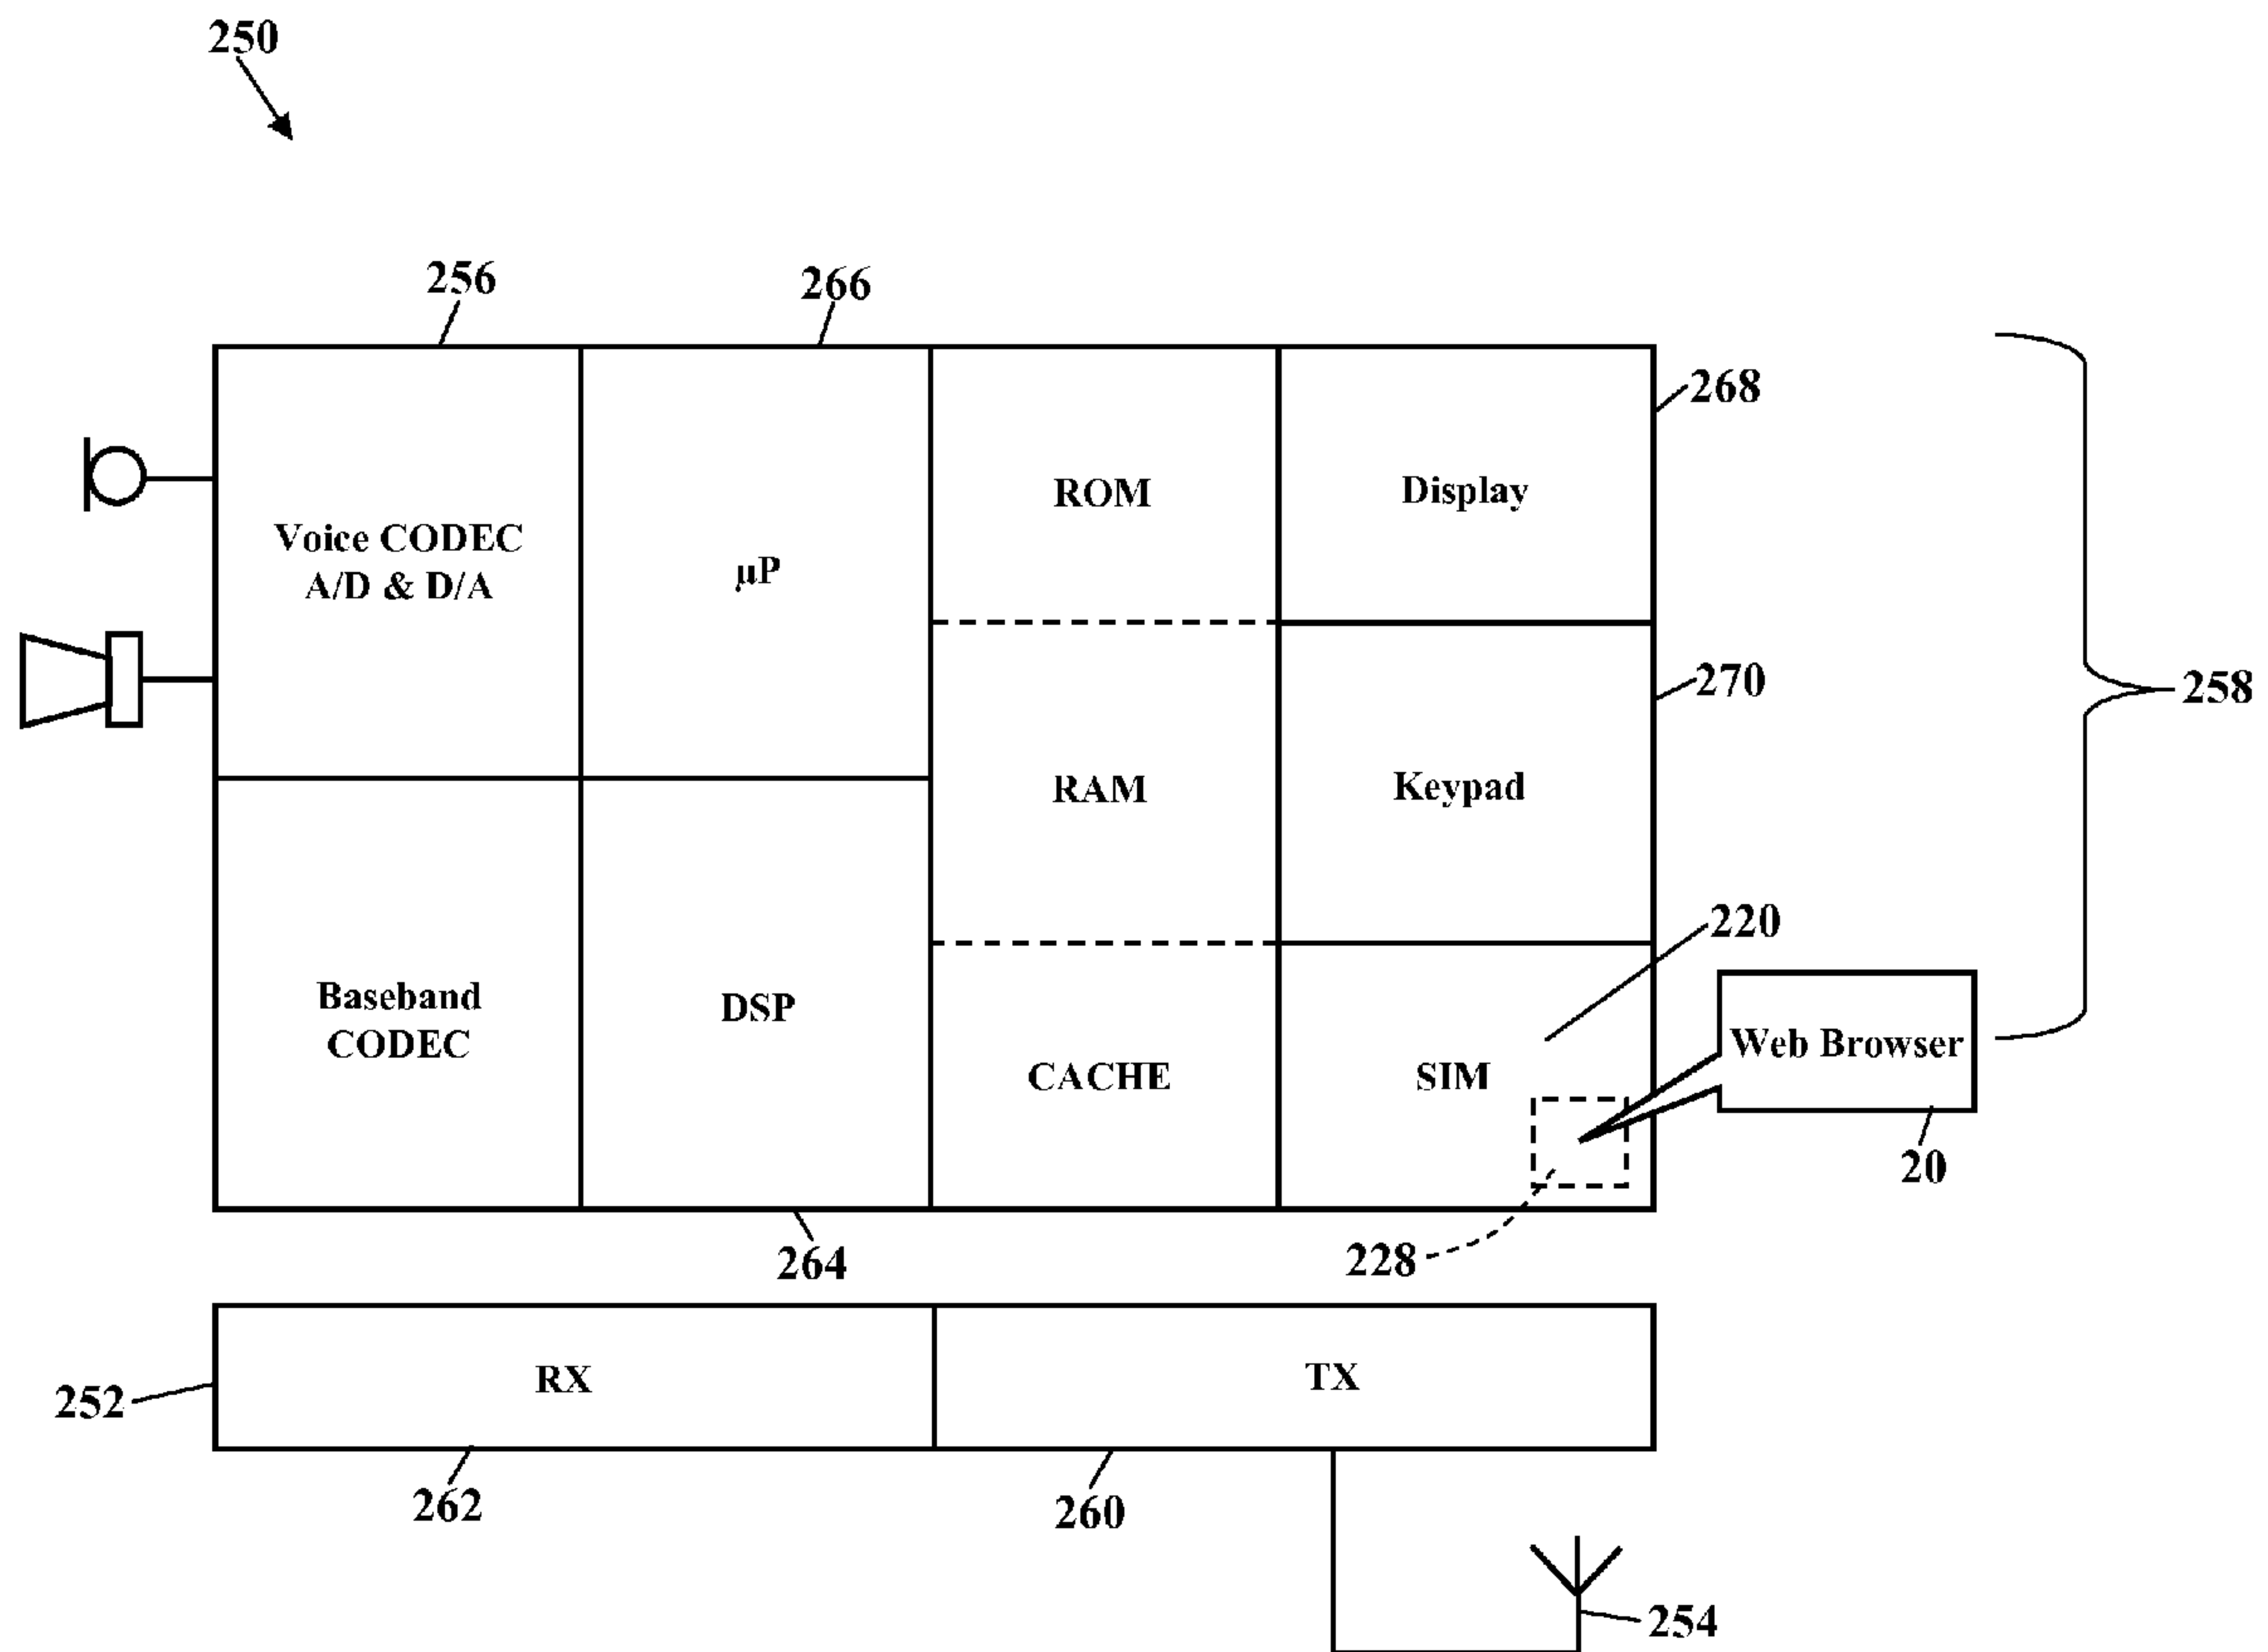 250
256
266
268
ROM
Display
Voice CODEC
A/D & D/A
µP
270
258
RAM
Keypad
220
Baseband
CODEC
DSP
CACHE
SIM
Web Browser
20
264
228
252
RX
TX
262
260
254